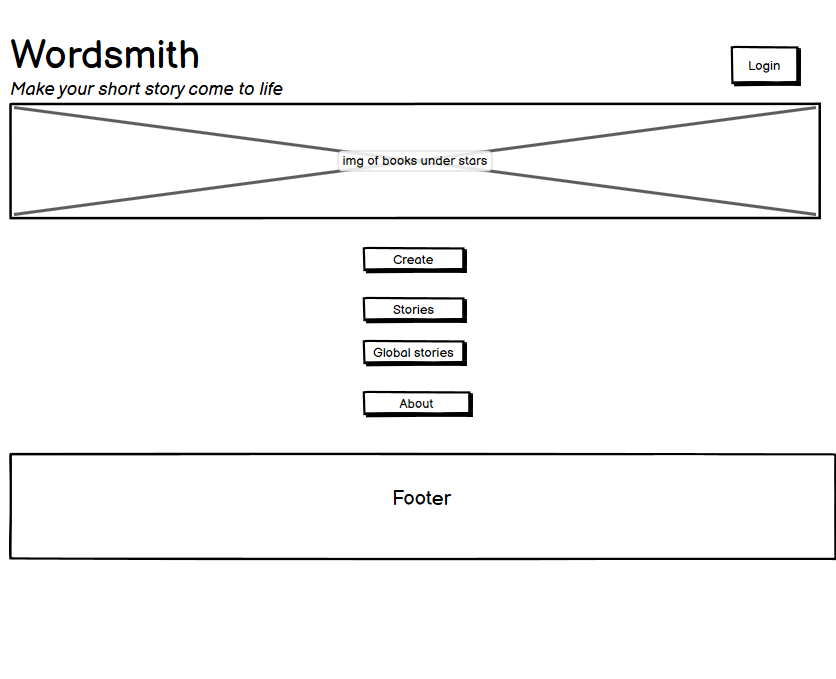 Wordsmith
Login
Make your short story come to life
img of books under stars
Create
Stories
Global stories
About
Footer